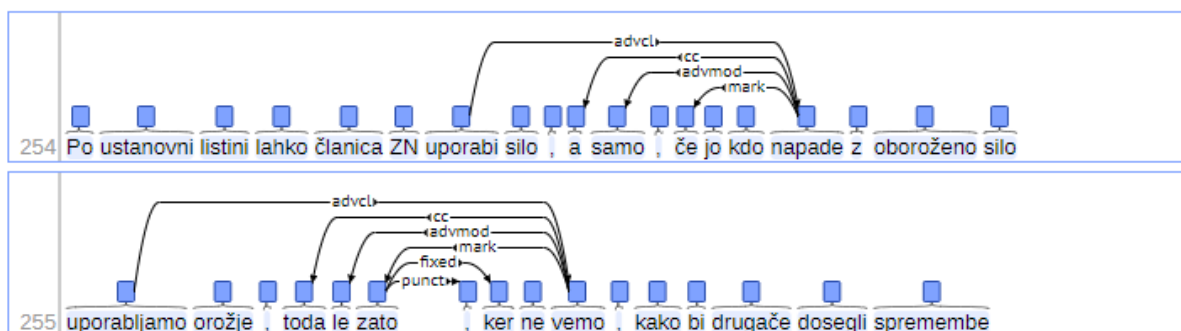 advcl
cc
advmod
mark
254 Po ustanovni listini lahko članica ZN uporabi silo , a samo , če jo kdo napade z oboroženo silo
advcl
cc
advmod
mark
fixed
punct
255 uporabljamo orožje , toda le zato , ker ne vemo , kako bi drugače dosegli spremembe